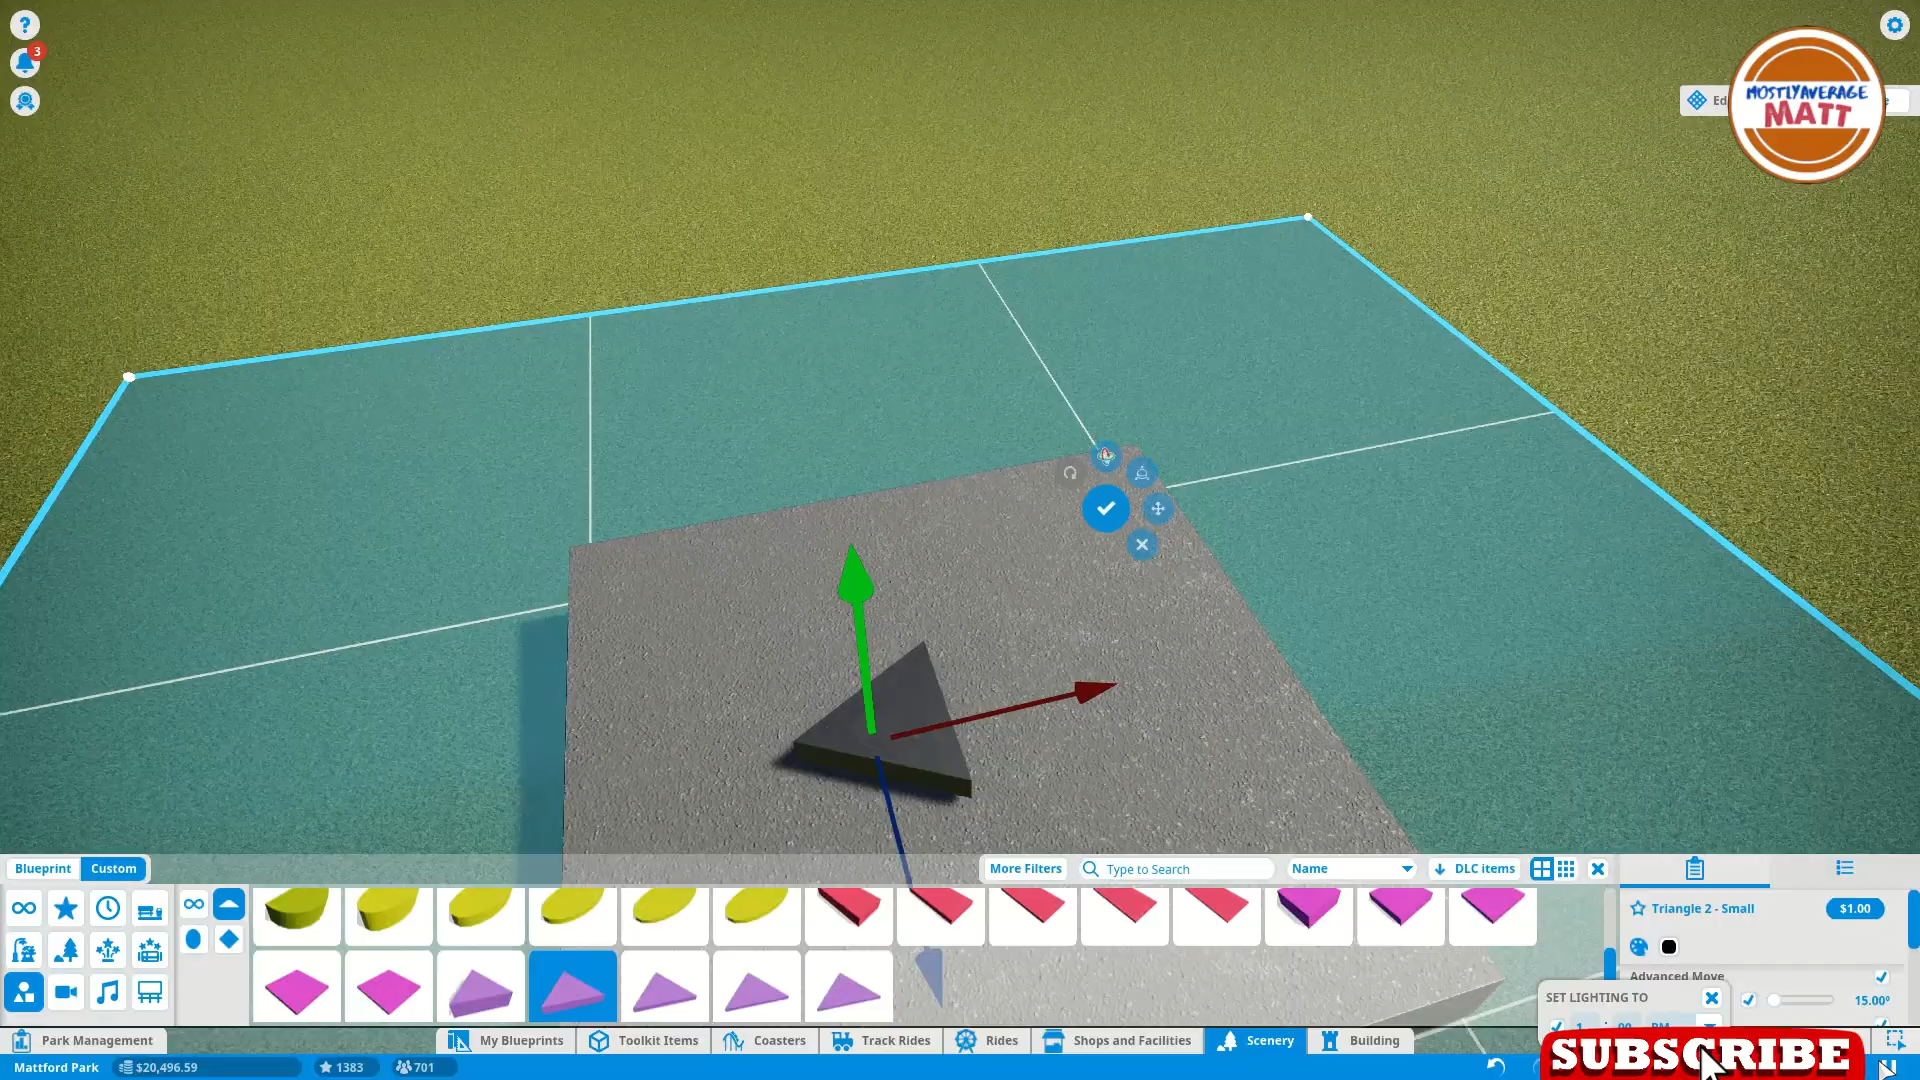 ?
3
Ed
MOSTLYAVERAGE
MATT
Blueprint
Custom
More Filters
Type to Search
Name
DLC items
Triangle 2 - Small
$1.00
Advanced Move
15.00°
SET LIGHTING TO
Park Management
My Blueprints
Toolkit Items
Coasters
Track Rides
Rides
Shops and Facilities
Scenery
Building
Mattford Park
$20,496.59
1383
701
SUBSCRIBE